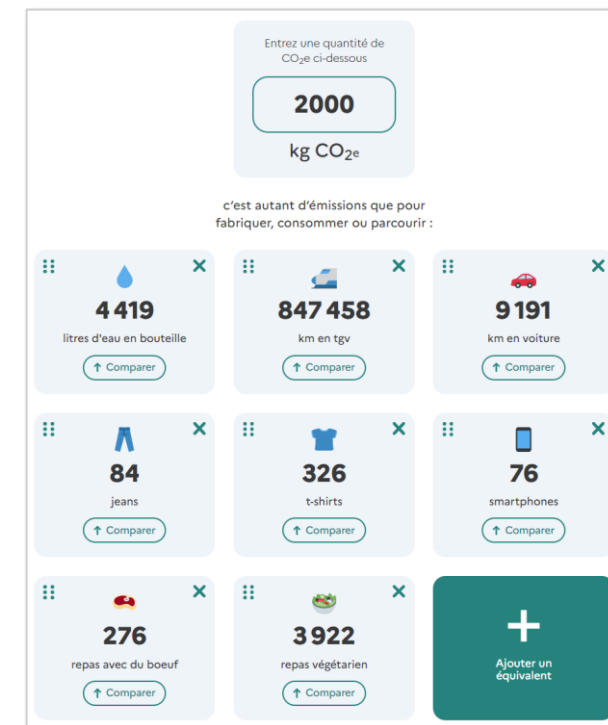 Entrez une quantité de
CO₂e ci-dessous
2000
kg CO₂e
c'est autant d'émissions que pour
fabriquer, consommer ou parcourir :
4 419
litres d'eau en bouteille
↑ Comparer
847 458
km en tgv
↑ Comparer
9 191
km en voiture
↑ Comparer
84
jeans
↑ Comparer
326
t-shirts
↑ Comparer
76
smartphones
↑ Comparer
276
repas avec du boeuf
↑ Comparer
3 922
repas végétarien
↑ Comparer
+
Ajouter un
équivalent